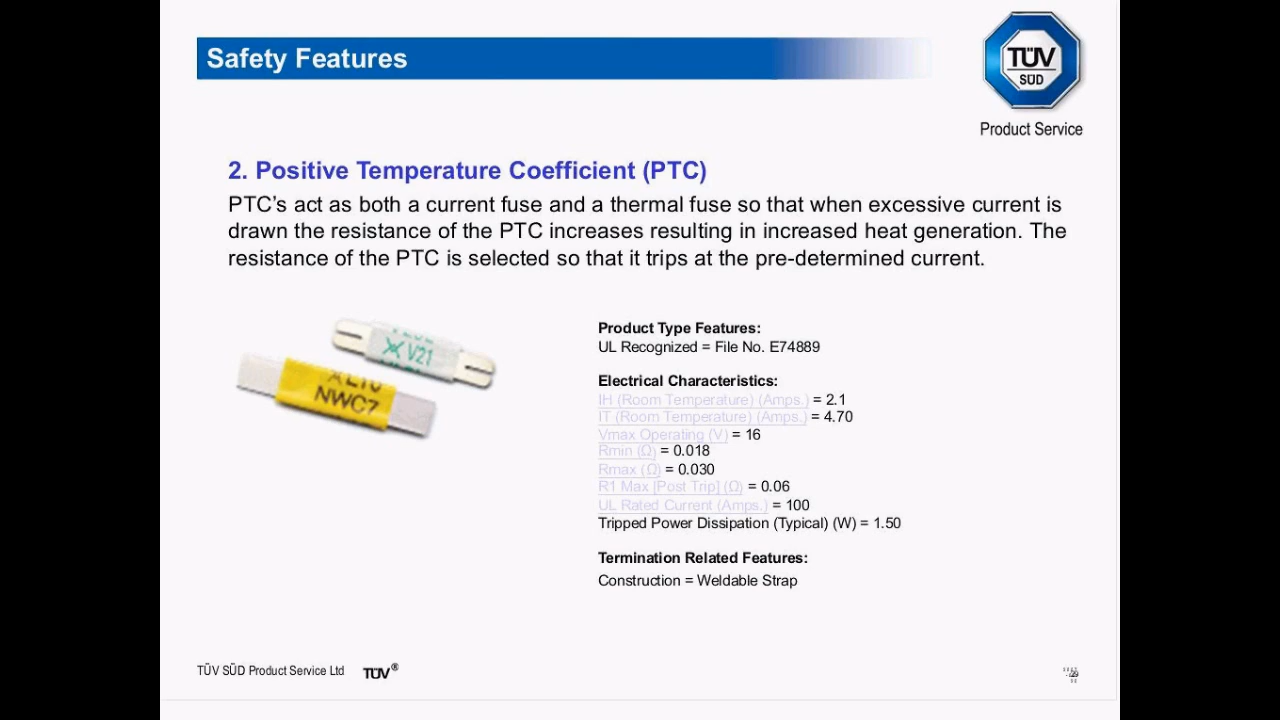 Safety Features
TÜV
SÜD
Product Service
2. Positive Temperature Coefficient (PTC)
PTC’s act as both a current fuse and a thermal fuse so that when excessive current is
drawn the resistance of the PTC increases resulting in increased heat generation. The
resistance of the PTC is selected so that it trips at the pre-determined current.
V21
NWC7
Product Type Features:
UL Recognized = File No. E74889
Electrical Characteristics:
IH (Room Temperature) (Amps.) = 2.1
IT (Room Temperature) (Amps.) = 4.70
Vmax Operating (V) = 16
Rmin (Ω) = 0.018
Rmax (Ω) = 0.030
R1 Max [Post Trip] (Ω) = 0.06
UL Rated Current (Amps.) = 100
Tripped Power Dissipation (Typical) (W) = 1.50
Termination Related Features:
Construction = Weldable Strap
TÜV SÜD Product Service Ltd TÜV®